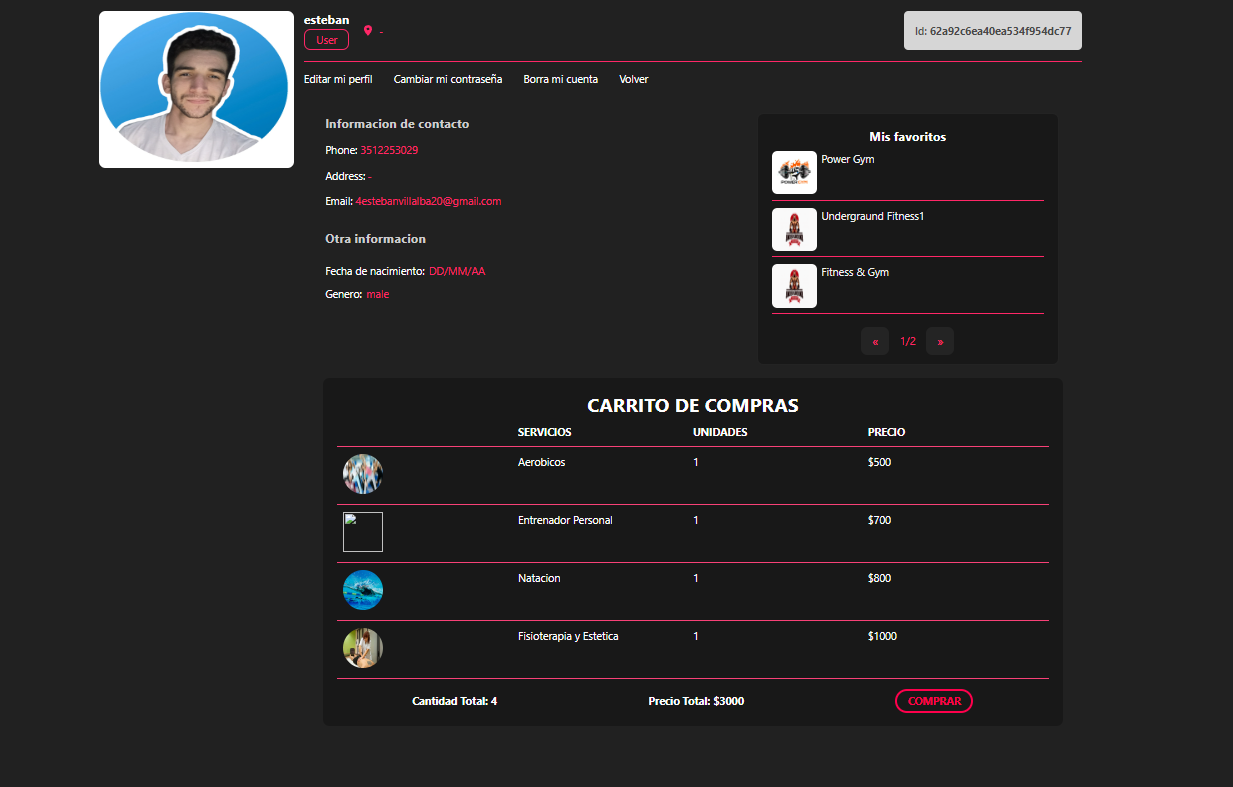 esteban
User
-
Id: 62a92c6ea40ea534f954dc77
Editar mi perfil Cambiar mi contraseña Borra mi cuenta Volver
Informacion de contacto
Phone: 3512253029
Address: -
Email: 4estebanvillalba20@gmail.com
Otra informacion
Fecha de nacimiento: DD/MM/AA
Genero: male
Mis favoritos
Power Gym
Undergraund Fitness1
Fitness & Gym
« 1/2 »
CARRITO DE COMPRAS
SERVICIOS UNIDADES PRECIO
Aerobicos 1 $500
Entrenador Personal 1 $700
Natacion 1 $800
Fisioterapia y Estetica 1 $1000
Cantidad Total: 4 Precio Total: $3000 COMPRAR